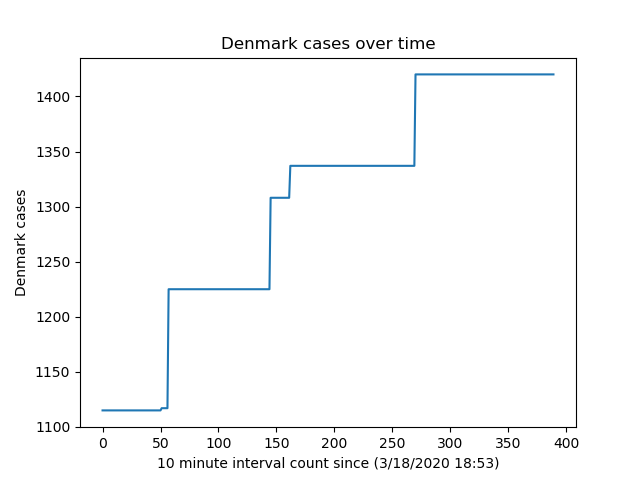 Denmark cases over time
1400
1350
1300
1250
1200
1150
1100
Denmark cases
0 50 100 150 200 250 300 350 400
10 minute interval count since (3/18/2020 18:53)